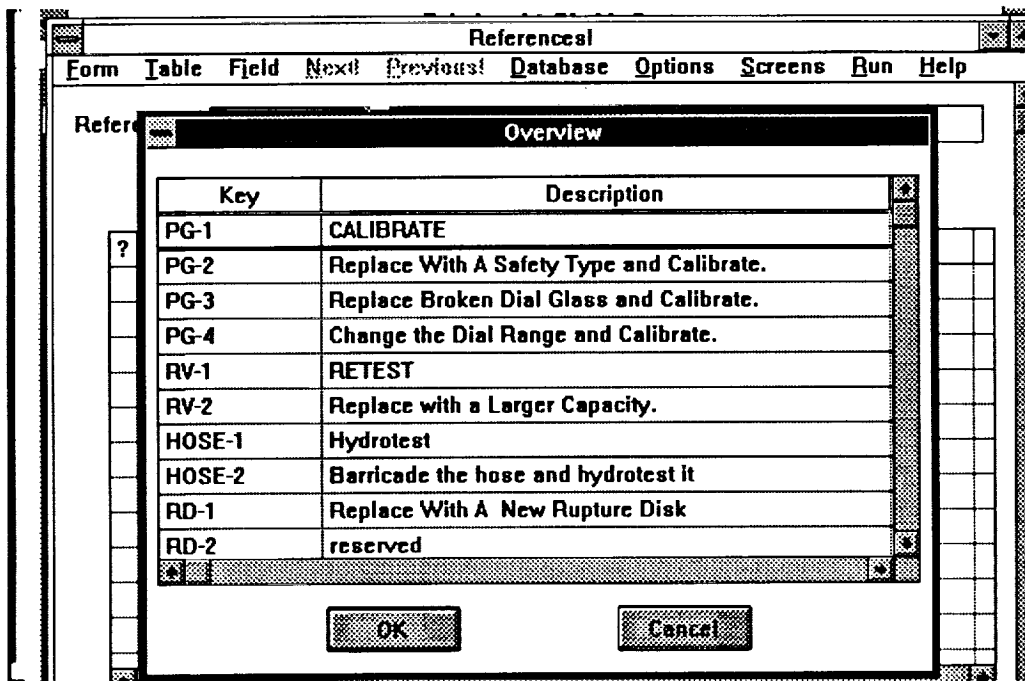 References!
Form Table Field Next! Previous! Database Options Screens Run Help
Refere
Overview
Key Description
?
PG-1 CALIBRATE
PG-2 Replace With A Safety Type and Calibrate.
PG-3 Replace Broken Dial Glass and Calibrate.
PG-4 Change the Dial Range and Calibrate.
RV-1 RETEST
RV-2 Replace with a Larger Capacity.
HOSE-1 Hydrotest
HOSE-2 Barricade the hose and hydrotest it
RD-1 Replace With A New Rupture Disk
RD-2 reserved
OK Cancel